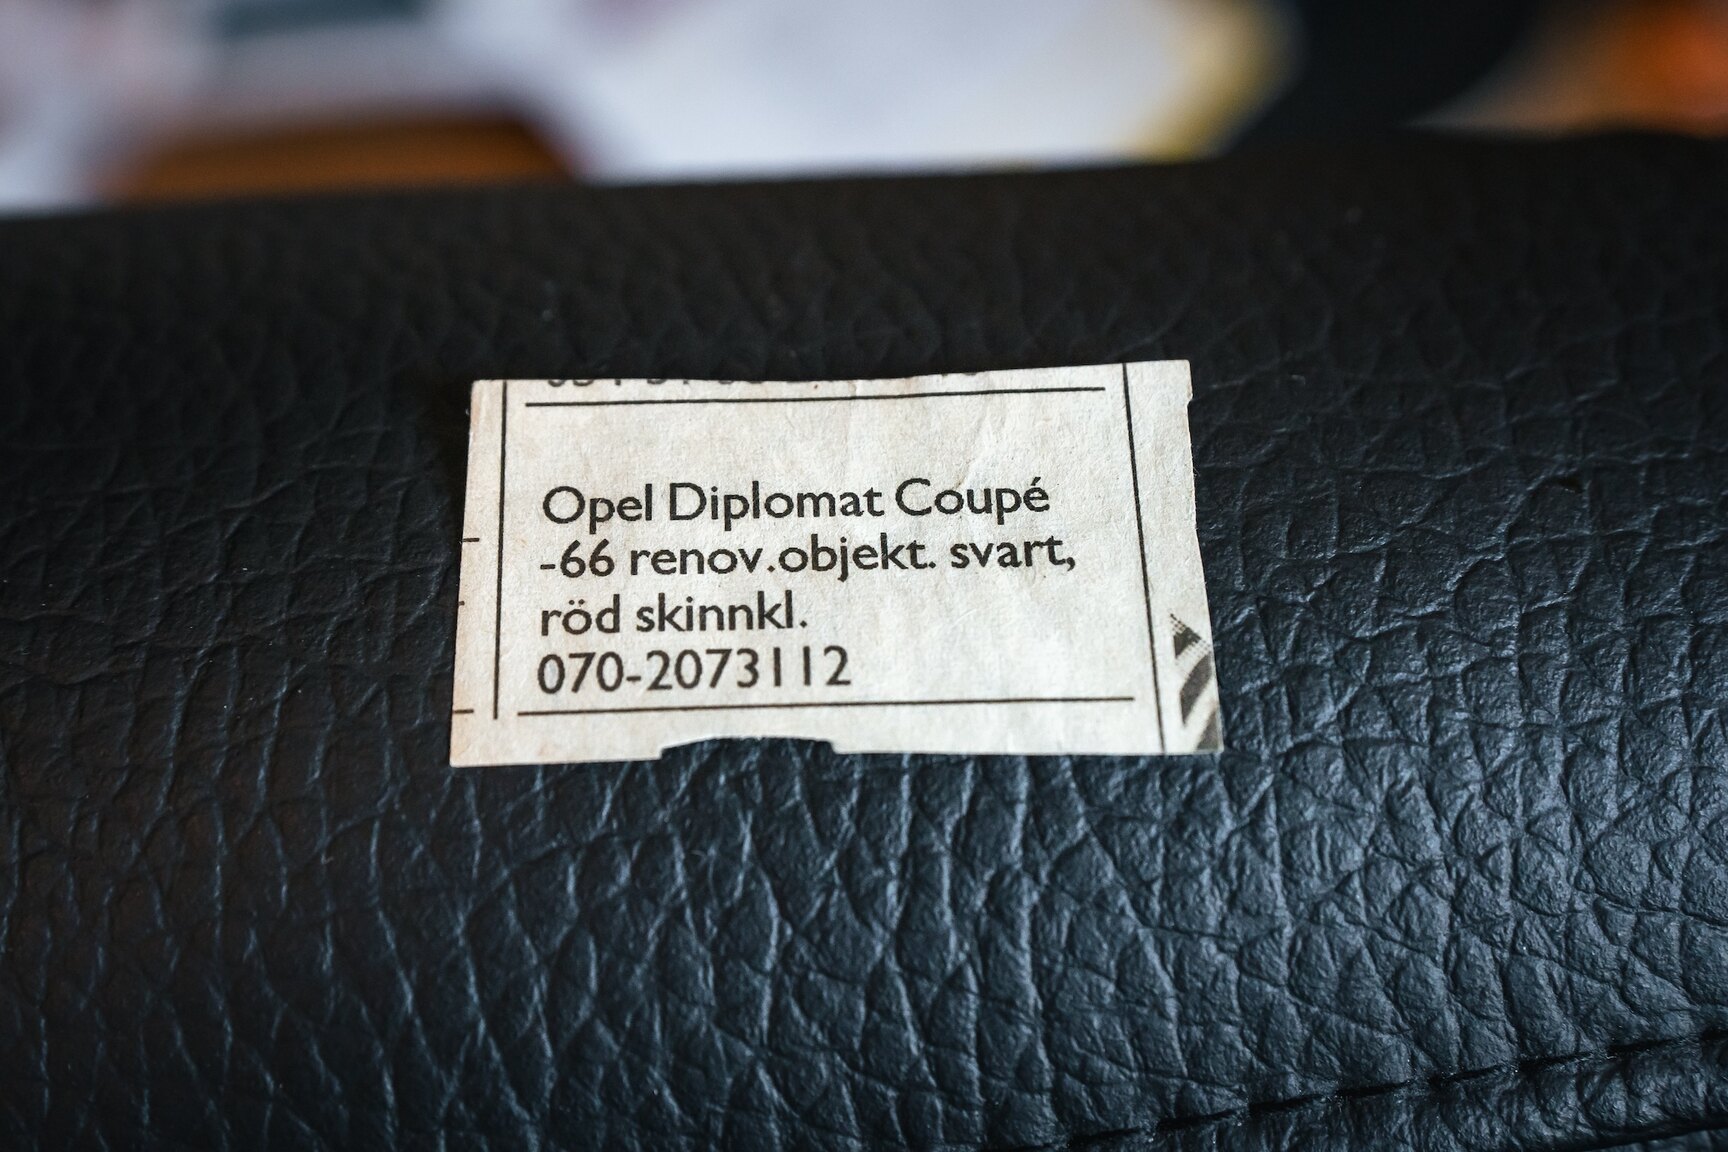 Opel Diplomat Coupé
-66 renov.objekt. svart,
röd skinnkl.
070-2073112